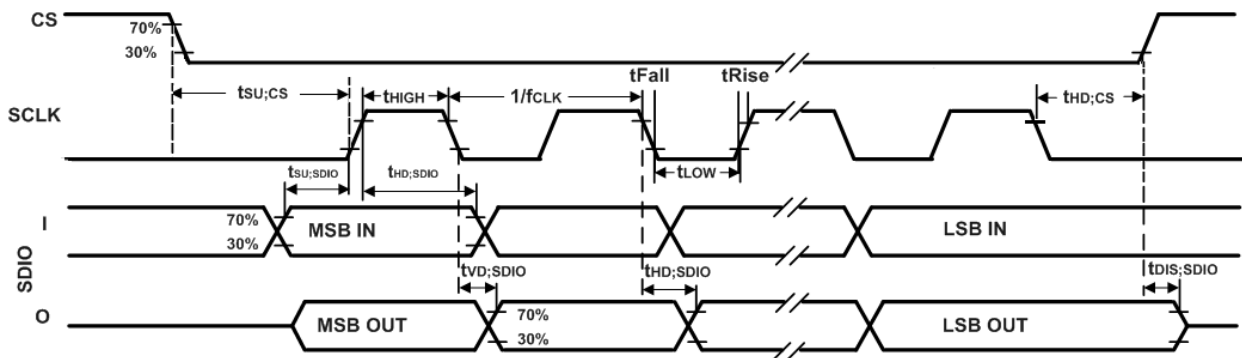 CS
70%
30%
tFall
tRise
tSU;CS
tHIGH
1/fCLK
tHD;CS
SCLK
tSU;SDIO
tHD;SDIO
tLOW
SDIO
I
70%
30%
MSB IN
LSB IN
tVD;SDIO
tHD;SDIO
tDIS;SDIO
O
MSB OUT
70%
30%
LSB OUT